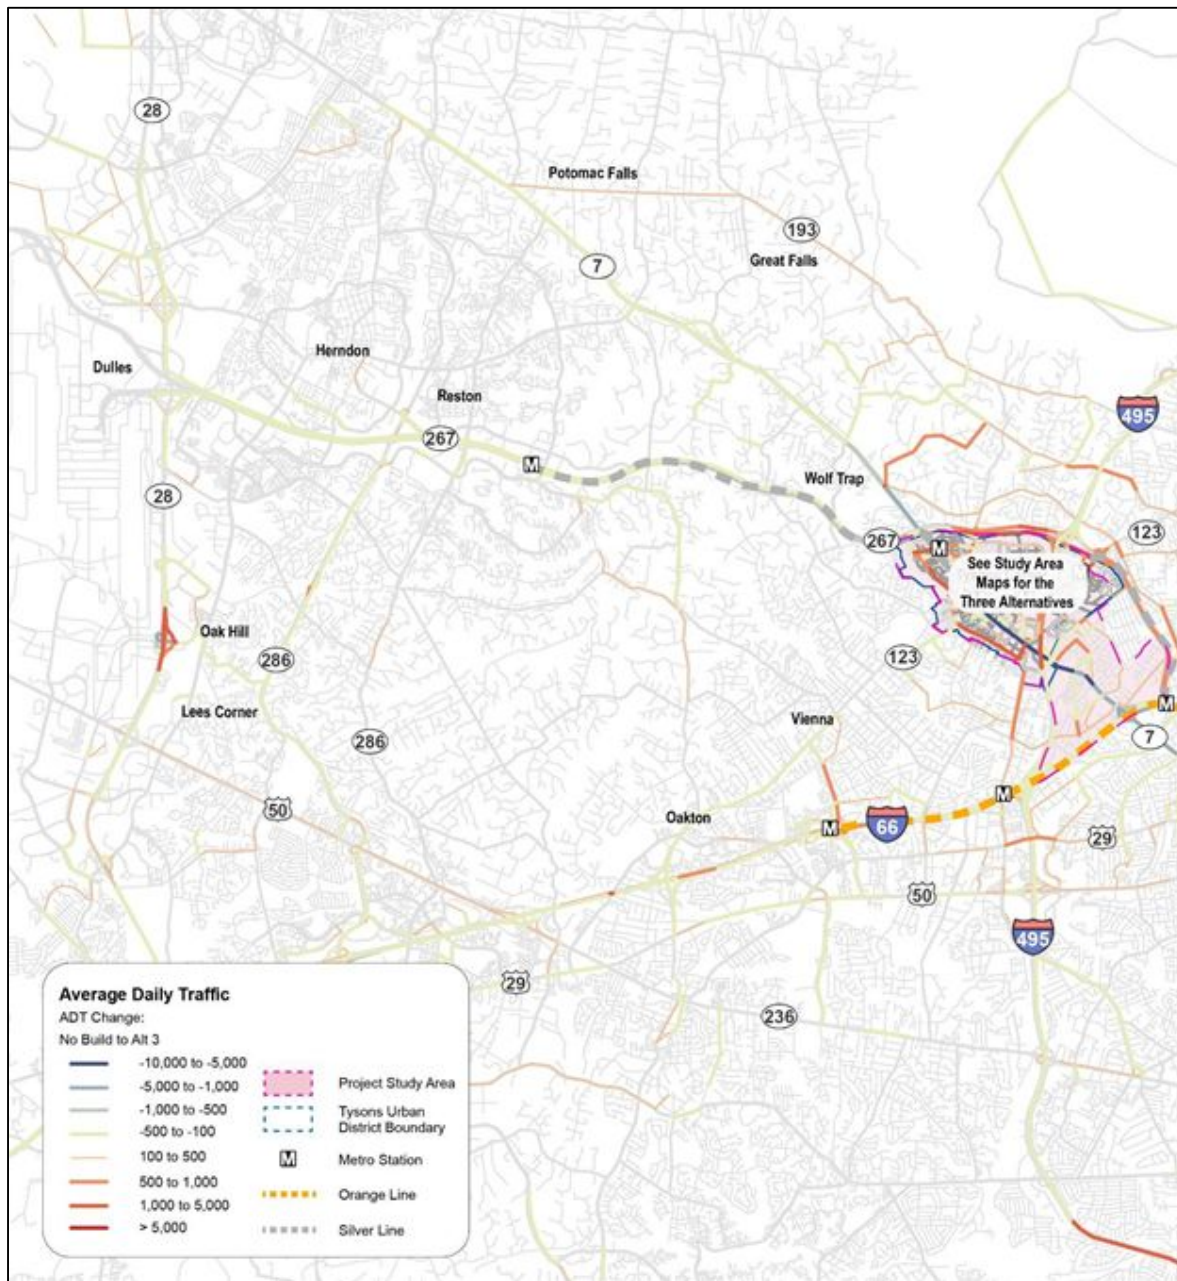 28
Potomac Falls
193
7
Great Falls
Herndon
Dulles
Reston
495
267
28
Wolf Trap
123
267
See Study Area
Maps for the
Three Alternatives
Oak Hill
286
123
Lees Corner
Vienna
7
286
50
Oakton
66
29
50
495
29
236
Average Daily Traffic
ADT Change:
No Build to Alt 3
-10,000 to -5,000
-5,000 to -1,000
-1,000 to -500
-500 to -100
100 to 500
500 to 1,000
1,000 to 5,000
> 5,000
Project Study Area
Tysons Urban
District Boundary
M Metro Station
Orange Line
Silver Line
M
M
M
M
M